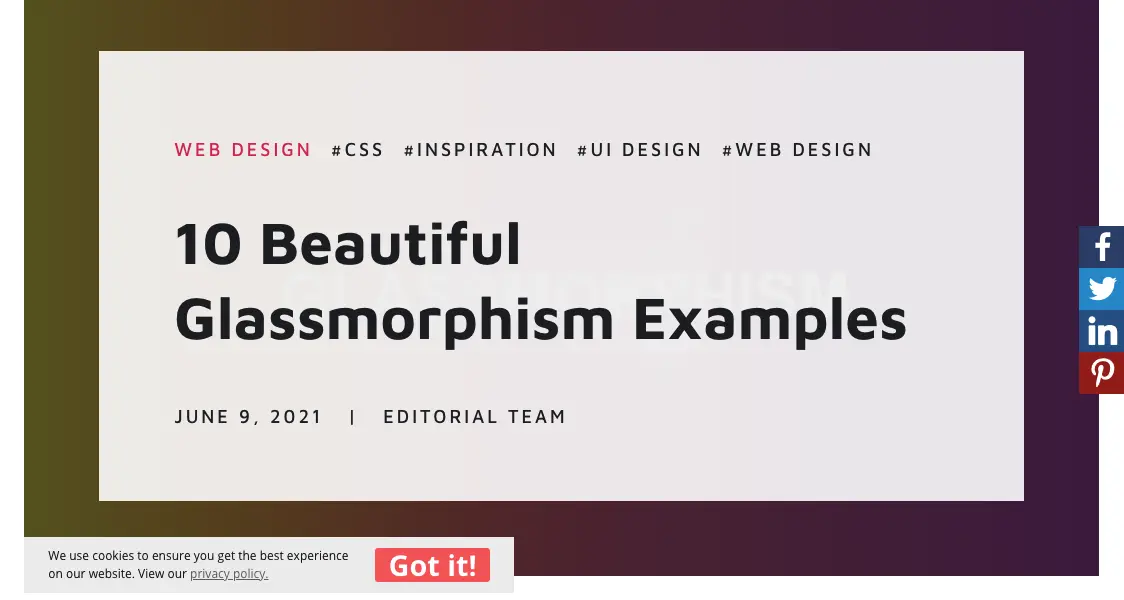 WEB DESIGN #CSS #INSPIRATION #UI DESIGN #WEB DESIGN
10 Beautiful
Glassmorphism Examples
GLASSMORPHISM
JUNE 9, 2021 | EDITORIAL TEAM
We use cookies to ensure you get the best experience
on our website. View our privacy policy.
Got it!